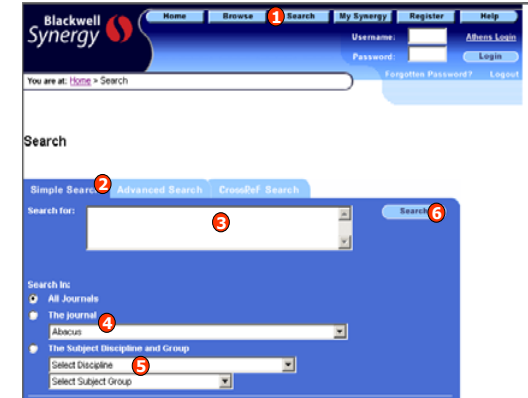 Blackwell
Synergy
Home Browse 1 Search My Synergy Register Help
Username: Athens Login
Password: Login
Forgotten Password? Logout
You are at: Home > Search
Search
Simple Search 2 Advanced Search CrossRef Search
Search for: 3 Search 6
Search In:
All Journals
The journal 4
Abacus
The Subject Discipline and Group
Select Discipline 5
Select Subject Group